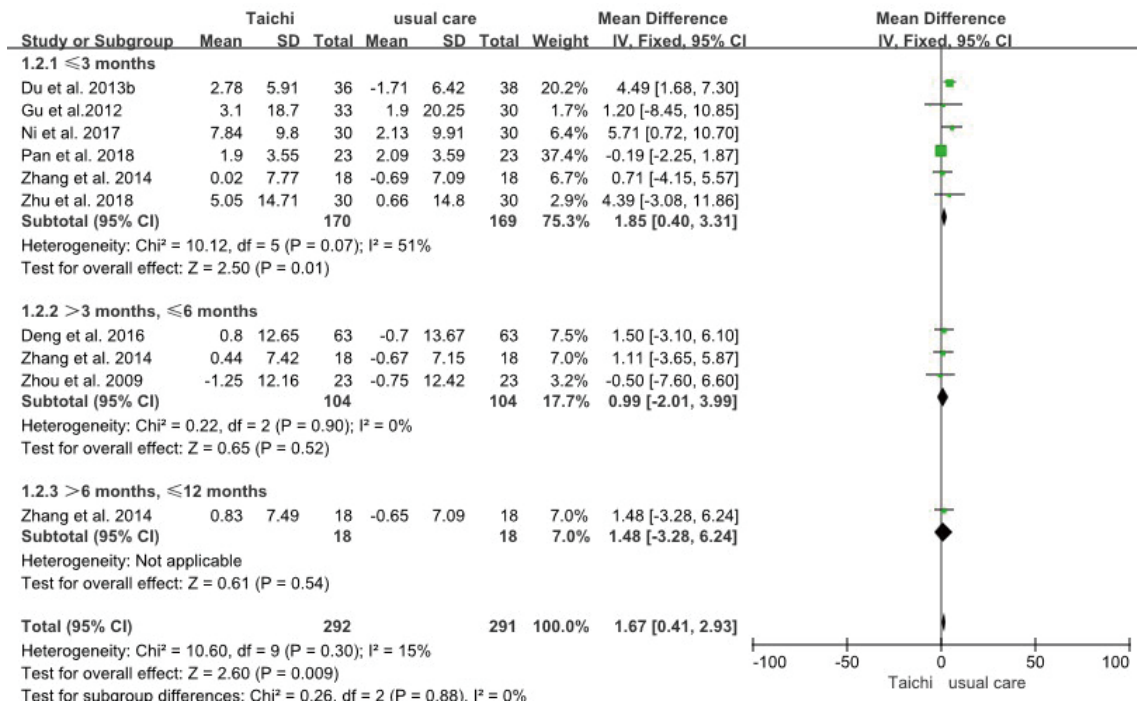 Taichi usual care Mean Difference Mean Difference
Study or Subgroup Mean SD Total Mean SD Total Weight IV, Fixed, 95% CI IV, Fixed, 95% CI
1.2.1 ≤3 months
Du et al. 2013b 2.78 5.91 36 -1.71 6.42 38 20.2% 4.49 [1.68, 7.30]
Gu et al.2012 3.1 18.7 33 1.9 20.25 30 1.7% 1.20 [-8.45, 10.85]
Ni et al. 2017 7.84 9.8 30 2.13 9.91 30 6.4% 5.71 [0.72, 10.70]
Pan et al. 2018 1.9 3.55 23 2.09 3.59 23 37.4% -0.19 [-2.25, 1.87]
Zhang et al. 2014 0.02 7.77 18 -0.69 7.09 18 6.7% 0.71 [-4.15, 5.57]
Zhu et al. 2018 5.05 14.71 30 0.66 14.8 30 2.9% 4.39 [-3.08, 11.86]
Subtotal (95% CI) 170 169 75.3% 1.85 [0.40, 3.31]
Heterogeneity: Chi² = 10.12, df = 5 (P = 0.07); I² = 51%
Test for overall effect: Z = 2.50 (P = 0.01)
1.2.2 >3 months, ≤6 months
Deng et al. 2016 0.8 12.65 63 -0.7 13.67 63 7.5% 1.50 [-3.10, 6.10]
Zhang et al. 2014 0.44 7.42 18 -0.67 7.15 18 7.0% 1.11 [-3.65, 5.87]
Zhou et al. 2009 -1.25 12.16 23 -0.75 12.42 23 3.2% -0.50 [-7.60, 6.60]
Subtotal (95% CI) 104 104 17.7% 0.99 [-2.01, 3.99]
Heterogeneity: Chi² = 0.22, df = 2 (P = 0.90); I² = 0%
Test for overall effect: Z = 0.65 (P = 0.52)
1.2.3 >6 months, ≤12 months
Zhang et al. 2014 0.83 7.49 18 -0.65 7.09 18 7.0% 1.48 [-3.28, 6.24]
Subtotal (95% CI) 18 18 7.0% 1.48 [-3.28, 6.24]
Heterogeneity: Not applicable
Test for overall effect: Z = 0.61 (P = 0.54)
Total (95% CI) 292 291 100.0% 1.67 [0.41, 2.93]
Heterogeneity: Chi² = 10.60, df = 9 (P = 0.30); I² = 15%
Test for overall effect: Z = 2.60 (P = 0.009)
Test for subgroup differences: Chi² = 0.26, df = 2 (P = 0.88), I² = 0%
-100 -50 0 50 100
Taichi usual care